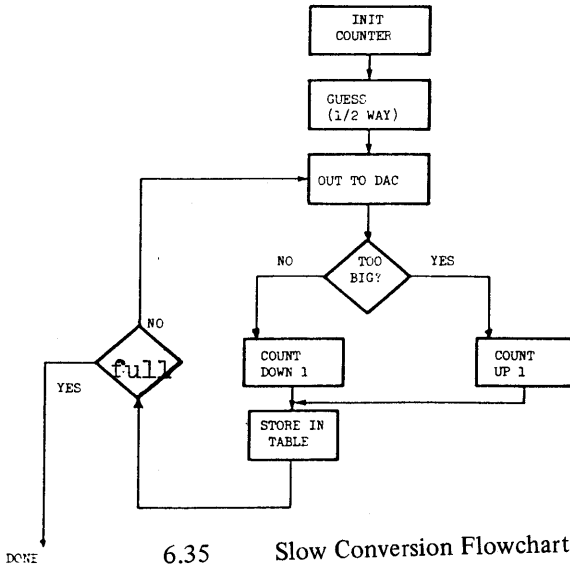 INIT
COUNTER
GUESS
(1/2 WAY)
OUT TO DAC
TOO
BIG?
NO
YES
COUNT
DOWN 1
COUNT
UP 1
STORE IN
TABLE
NO
full
YES
DONE
6.35 Slow Conversion Flowchart